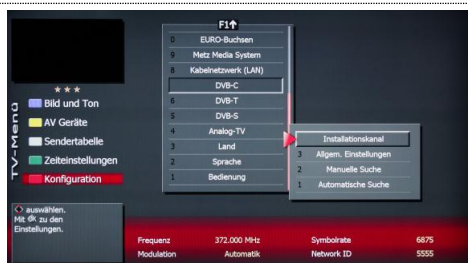 F1↑
0 EURO-Buchsen
9 Metz Media System
8 Kabelnetzwerk (LAN)
DVB-C
6 DVB-T
5 DVB-S
4 Analog-TV
3 Land
2 Sprache
1 Bedienung
TV-Menü
★★★
Bild und Ton
AV Geräte
Sendertabelle
Zeiteinstellungen
Konfiguration
Installationskanal
3 Allgem. Einstellungen
2 Manuelle Suche
1 Automatische Suche
auswählen.
Mit OK zu den
Einstellungen.
Frequenz 372.000 MHz Symbolrate 6875
Modulation Automatik Network ID 5555